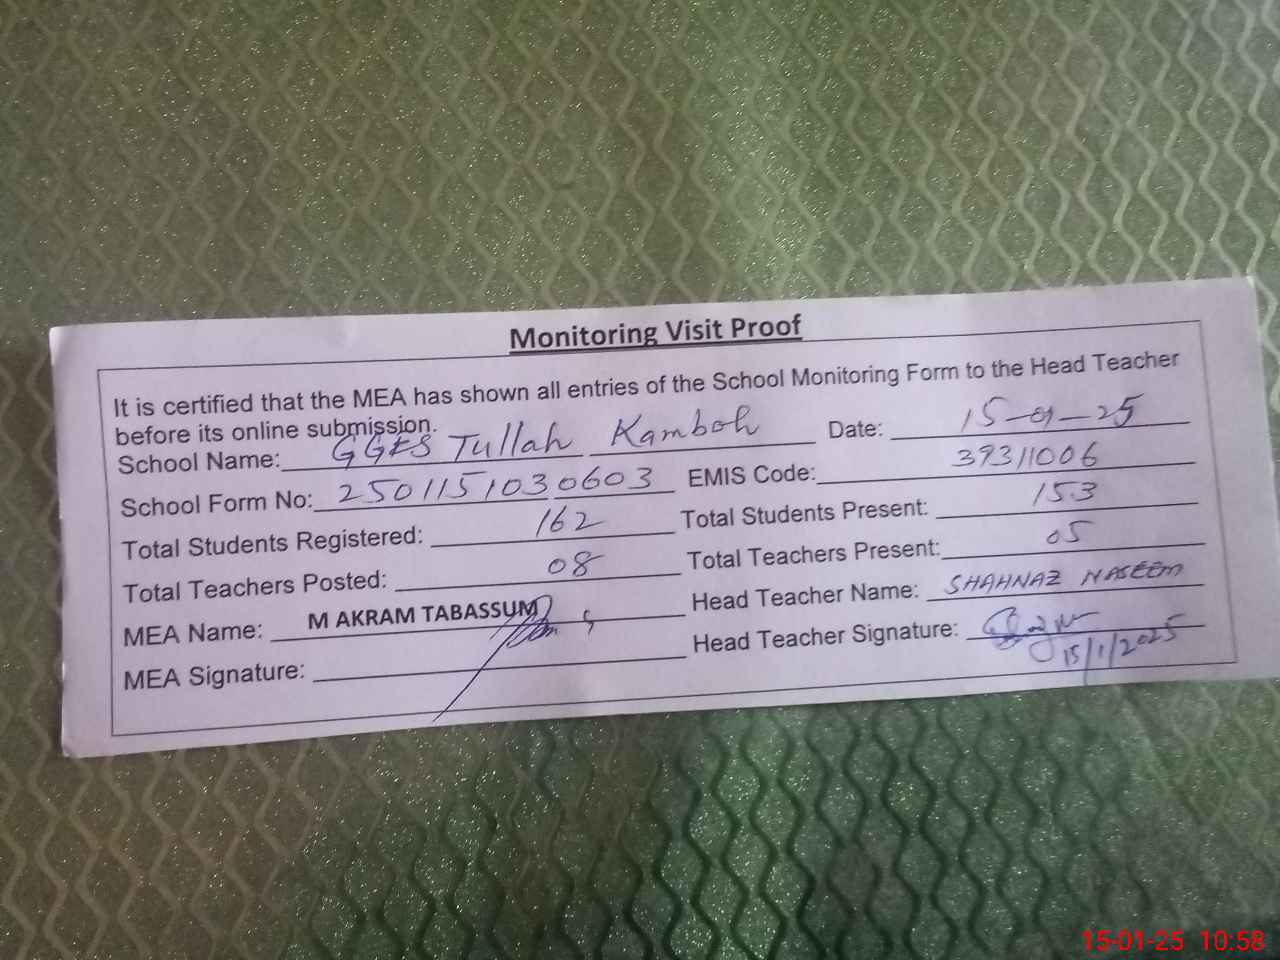 Monitoring Visit Proof
It is certified that the MEA has shown all entries of the School Monitoring Form to the Head Teacher
before its online submission.
School Name: GGES Tullah Kamboh Date: 15-01-25
School Form No: 2501151030603 EMIS Code: 39311006
Total Students Registered: 162 Total Students Present: 153
Total Teachers Posted: 08 Total Teachers Present: 05
MEA Name: M AKRAM TABASSUM Head Teacher Name: SHAHNAZ NASEEM
MEA Signature: Head Teacher Signature:
15/1/2025
15-01-25 10:58